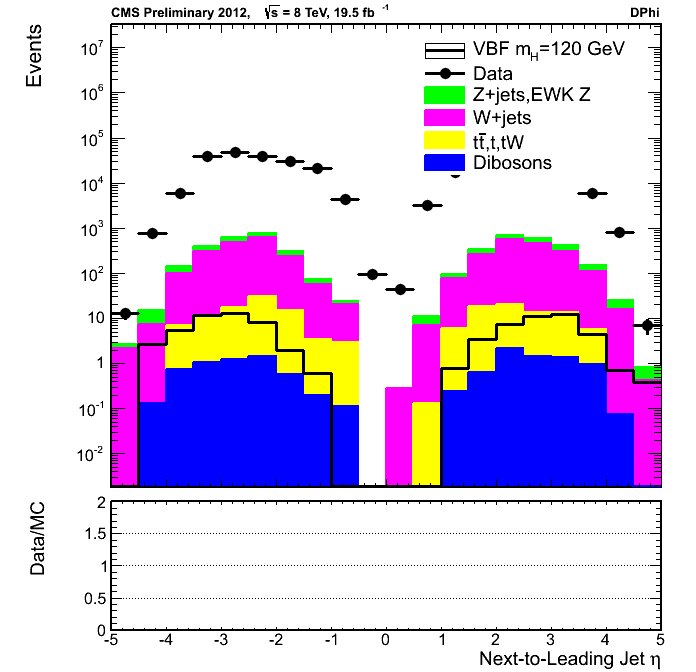 CMS Preliminary 2012, √s = 8 TeV, 19.5 fb⁻¹ DPhi
Events
10⁷
10⁶
10⁵
10⁴
10³
10²
10
1
10⁻¹
10⁻²
VBF m_H=120 GeV
Data
Z+jets,EWK Z
W+jets
tt̄,t,tW
Dibosons
Data/MC
2
1.5
1
0.5
0
-5 -4 -3 -2 -1 0 1 2 3 4 5
Next-to-Leading Jet η